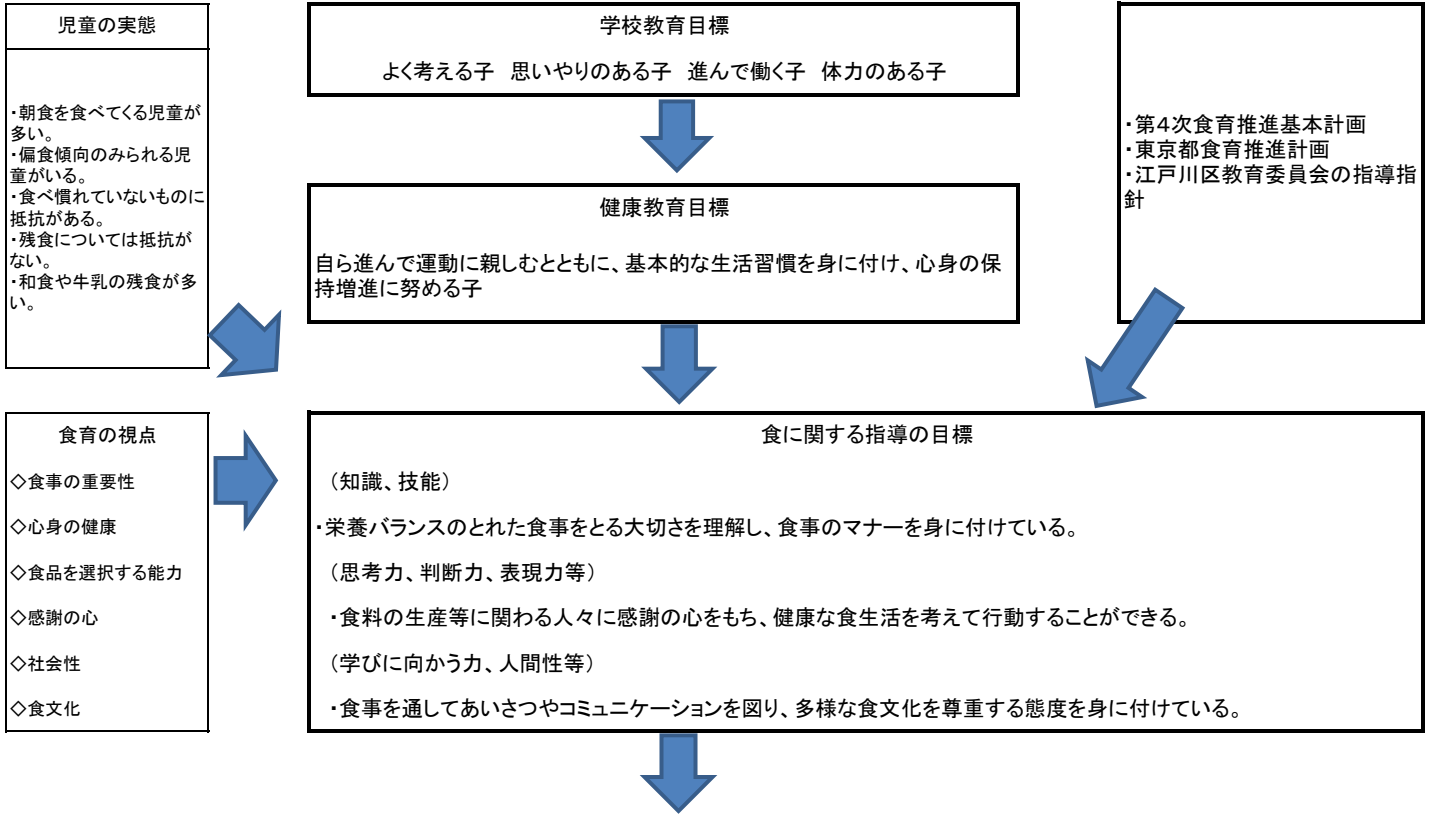 児童の実態
・朝食を食べてくる児童が
多い。
・偏食傾向のみられる児
童がいる。
・食べ慣れていないものに
抵抗がある。
・残食については抵抗が
ない。
・和食や牛乳の残食が多
い。
学校教育目標
よく考える子　思いやりのある子　進んで働く子　体力のある子
健康教育目標
自ら進んで運動に親しむとともに、基本的な生活習慣を身に付け、心身の保
持増進に努める子
・第4次食育推進基本計画
・東京都食育推進計画
・江戸川区教育委員会の指導指
針
食育の視点
◇食事の重要性
◇心身の健康
◇食品を選択する能力
◇感謝の心
◇社会性
◇食文化
食に関する指導の目標
（知識、技能）
・栄養バランスのとれた食事をとる大切さを理解し、食事のマナーを身に付けている。
（思考力、判断力、表現力等）
・食料の生産等に関わる人々に感謝の心をもち、健康な食生活を考えて行動することができる。
（学びに向かう力、人間性等）
・食事を通してあいさつやコミュニケーションを図り、多様な食文化を尊重する態度を身に付けている。